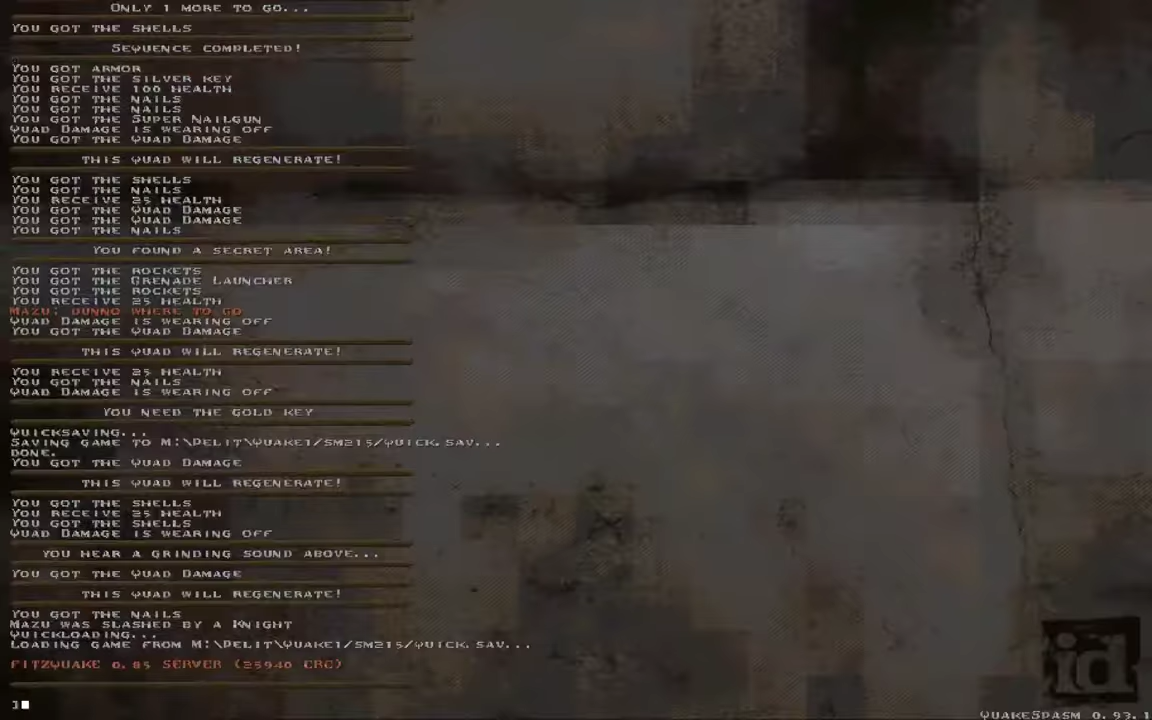 Only 1 more to go...
You got the shells
Sequence completed!
You got armor
You got the silver key
You receive 100 health
You got the nails
You got the nails
You got the Super Nailgun
Quad Damage is wearing off
You got the Quad Damage
this quad will regenerate!
You got the shells
You got the nails
You receive 25 health
You got the Quad Damage
You got the Quad Damage
You got the nails
You found a secret area!
You got the rockets
You got the Grenade Launcher
You got the rockets
You receive 25 health
Mazu: dunno where to go
Quad Damage is wearing off
You got the Quad Damage
this quad will regenerate!
You receive 25 health
You got the nails
Quad Damage is wearing off
You need the gold key
Quicksaving...
Saving game to M:\Pelit\Quake1/sm215/quick.sav...
done.
You got the Quad Damage
this quad will regenerate!
You got the shells
You receive 25 health
You got the shells
Quad Damage is wearing off
You hear a grinding sound above...
You got the Quad Damage
this quad will regenerate!
You got the nails
Mazu was slashed by a Knight
Quickloading...
Loading game from M:\Pelit\Quake1/sm215/quick.sav...
FitzQuake 0.85 Server (25940 CRC)
]
id
QuakeSpasm 0.93.1